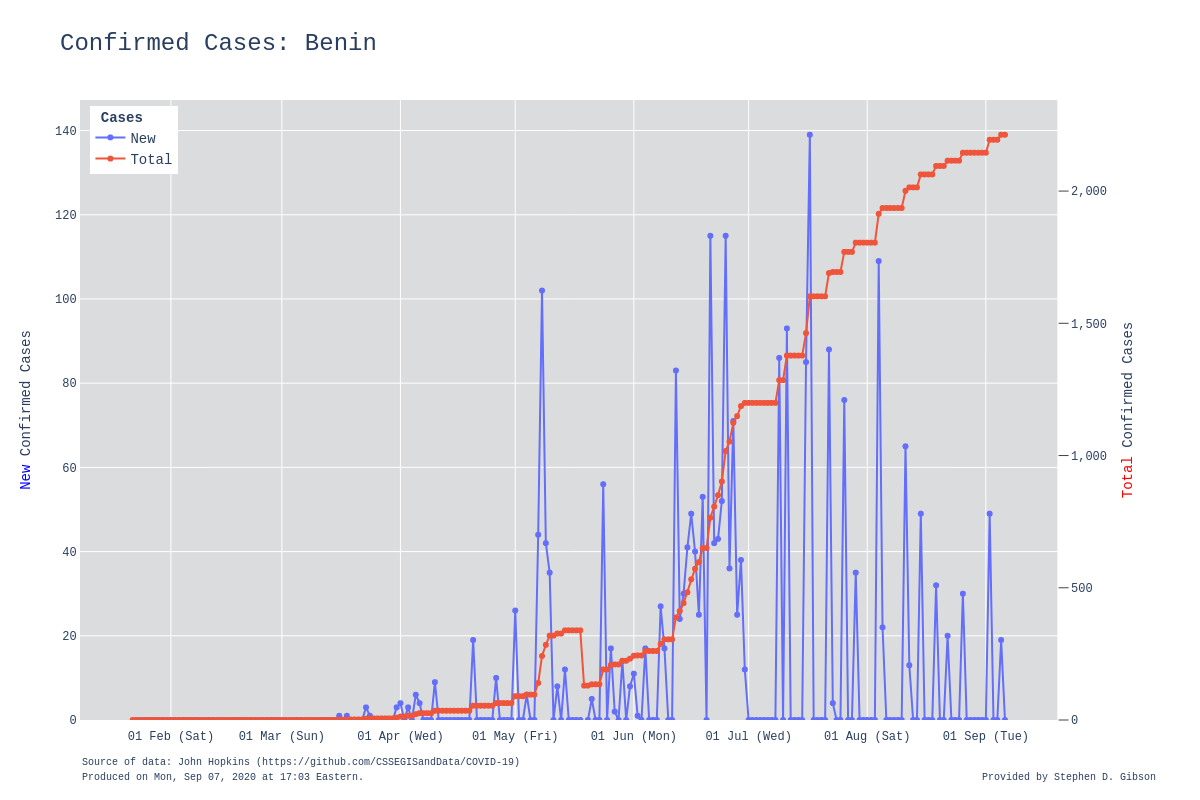 Confirmed Cases: Benin
Cases
New
Total
140
120
100
80
60
40
20
0
2,000
1,500
1,000
500
0
New Confirmed Cases
Total Confirmed Cases
01 Feb (Sat)
01 Mar (Sun)
01 Apr (Wed)
01 May (Fri)
01 Jun (Mon)
01 Jul (Wed)
01 Aug (Sat)
01 Sep (Tue)
Source of data: John Hopkins (https://github.com/CSSEGISandData/COVID-19)
Produced on Mon, Sep 07, 2020 at 17:03 Eastern.
Provided by Stephen D. Gibson